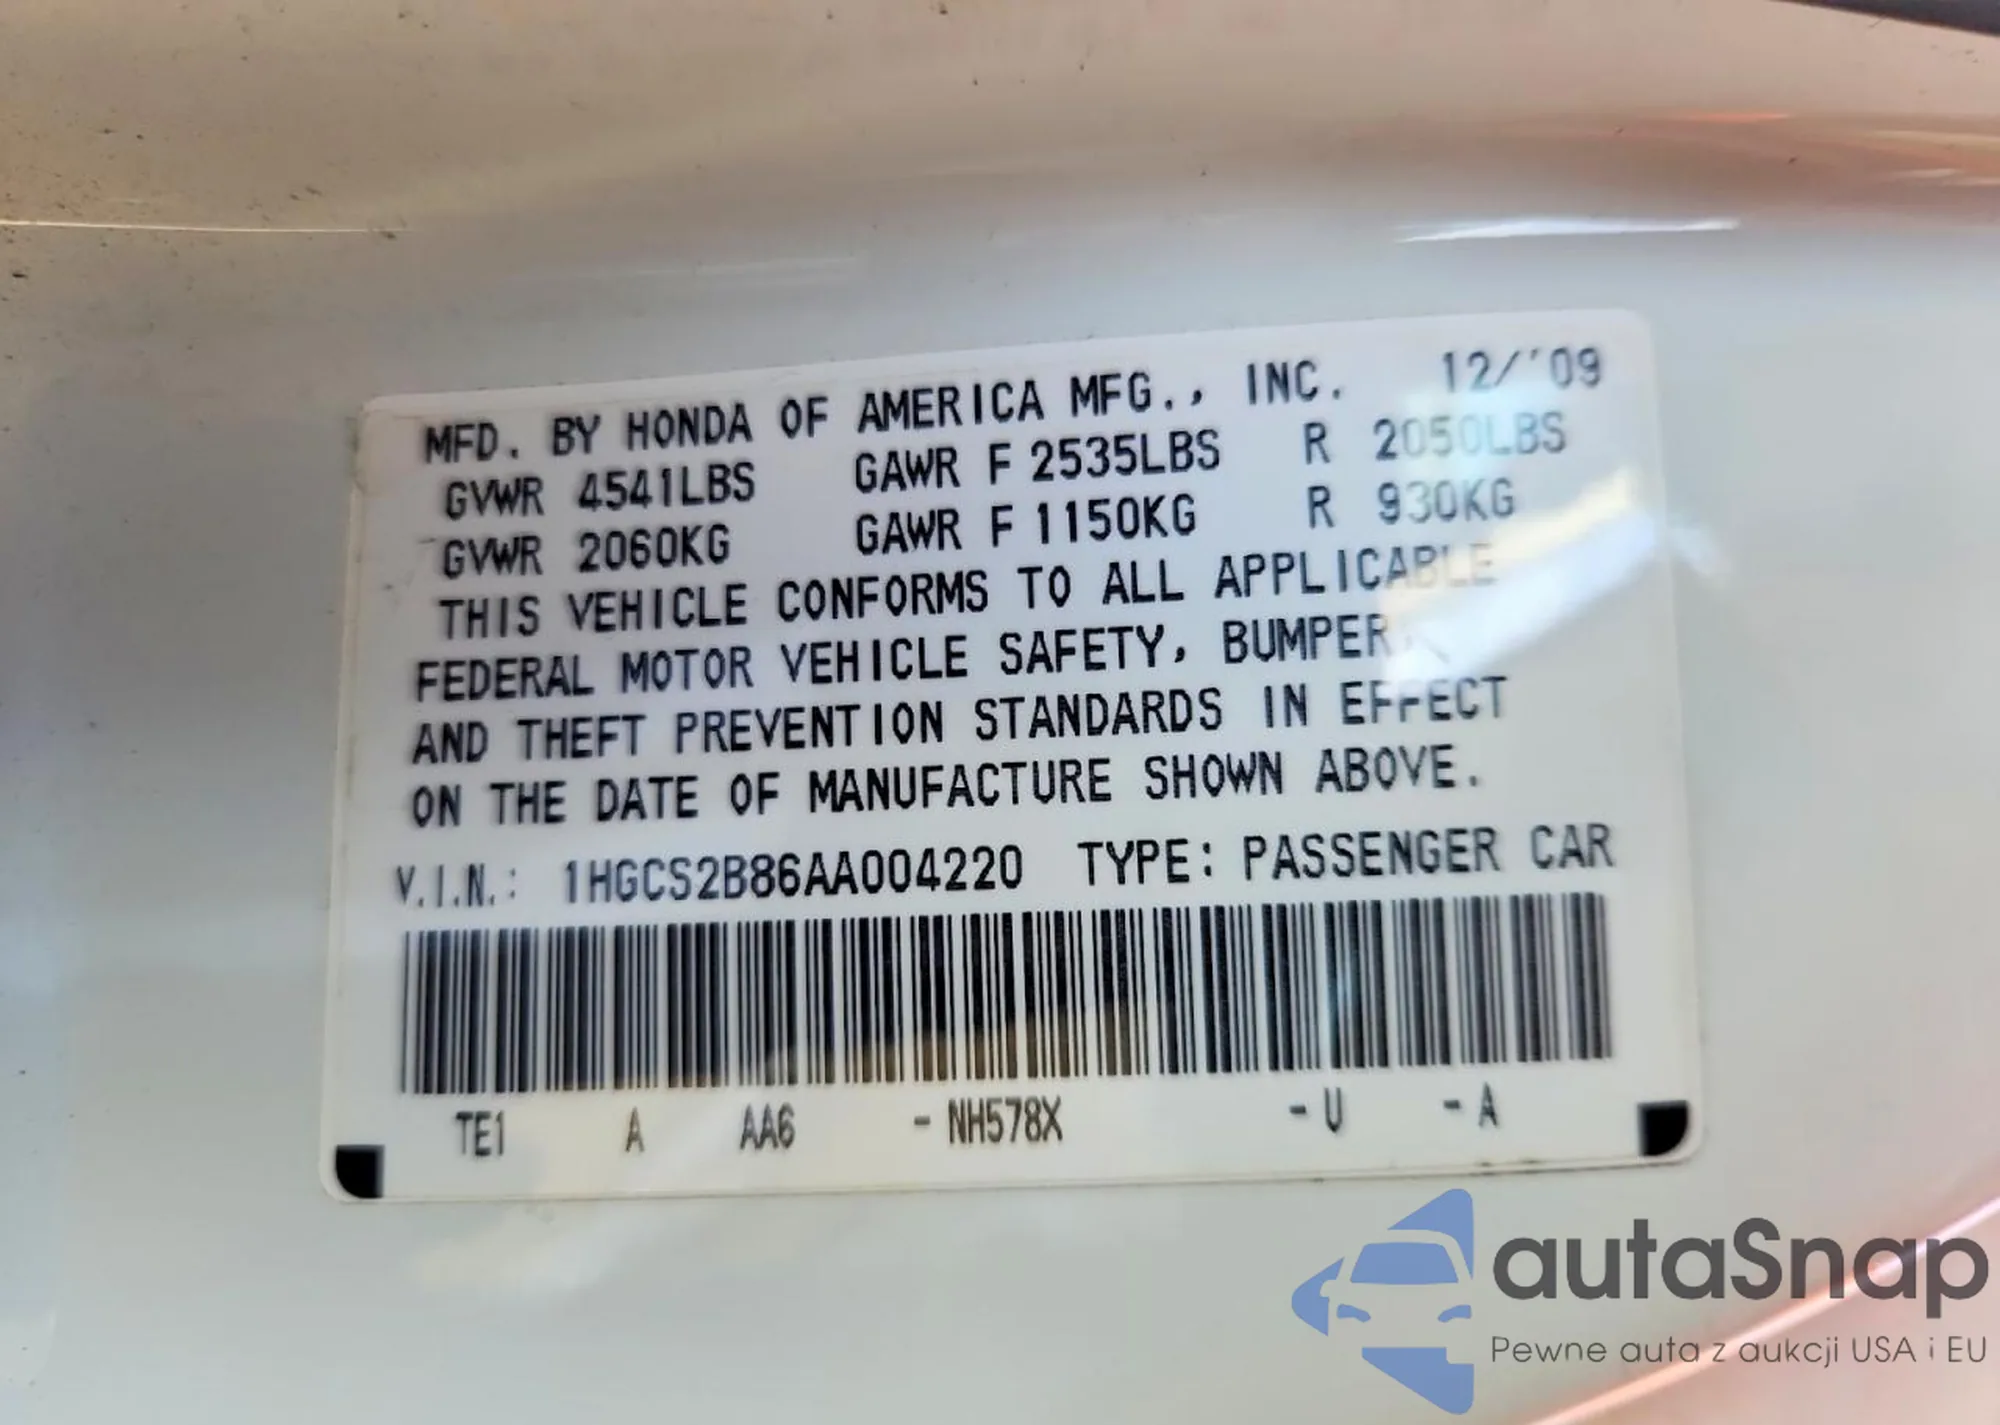 MFD. BY HONDA OF AMERICA MFG., INC. 12/'09
GVWR 4541LBS GAWR F 2535LBS R 2050LBS
GVWR 2060KG GAWR F 1150KG R 930KG
THIS VEHICLE CONFORMS TO ALL APPLICABLE
FEDERAL MOTOR VEHICLE SAFETY, BUMPER,
AND THEFT PREVENTION STANDARDS IN EFFECT
ON THE DATE OF MANUFACTURE SHOWN ABOVE.
V.I.N.: 1HGCS2B86AA004220 TYPE: PASSENGER CAR
TE1 A AA6 - NH578X - U - A
autaSnap
Pewne auta z aukcji USA i EU